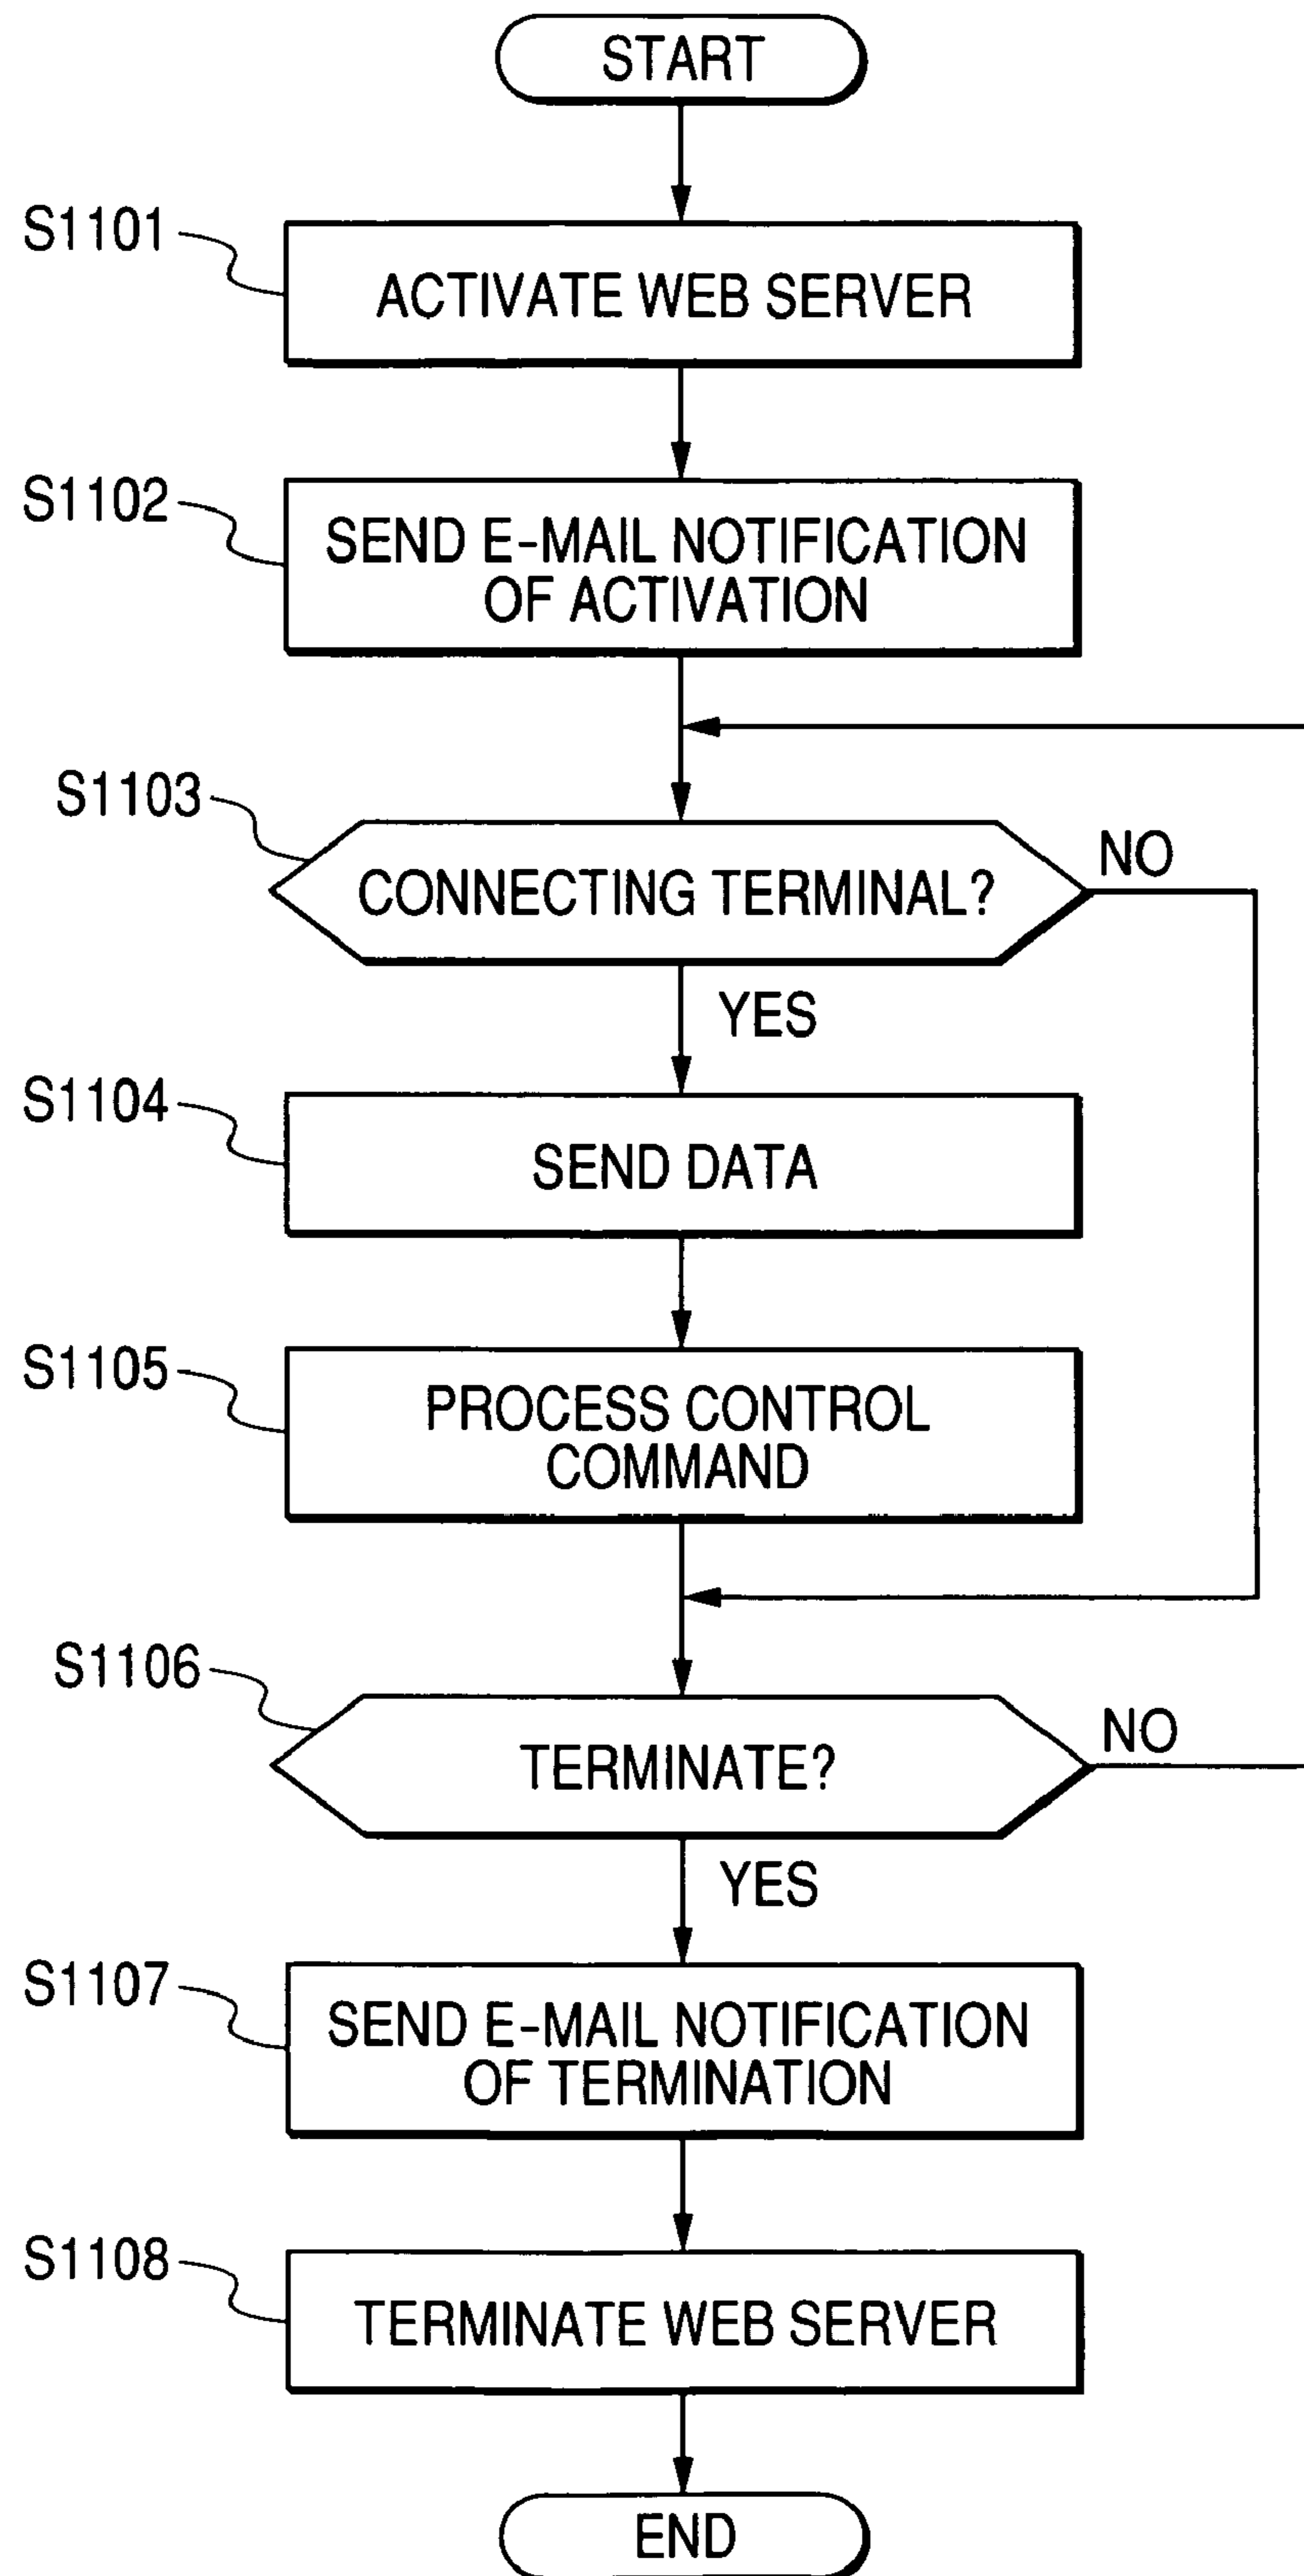 START
S1101
ACTIVATE WEB SERVER
S1102
SEND E-MAIL NOTIFICATION
OF ACTIVATION
S1103
CONNECTING TERMINAL?
NO
YES
S1104
SEND DATA
S1105
PROCESS CONTROL
COMMAND
S1106
TERMINATE?
NO
YES
S1107
SEND E-MAIL NOTIFICATION
OF TERMINATION
S1108
TERMINATE WEB SERVER
END